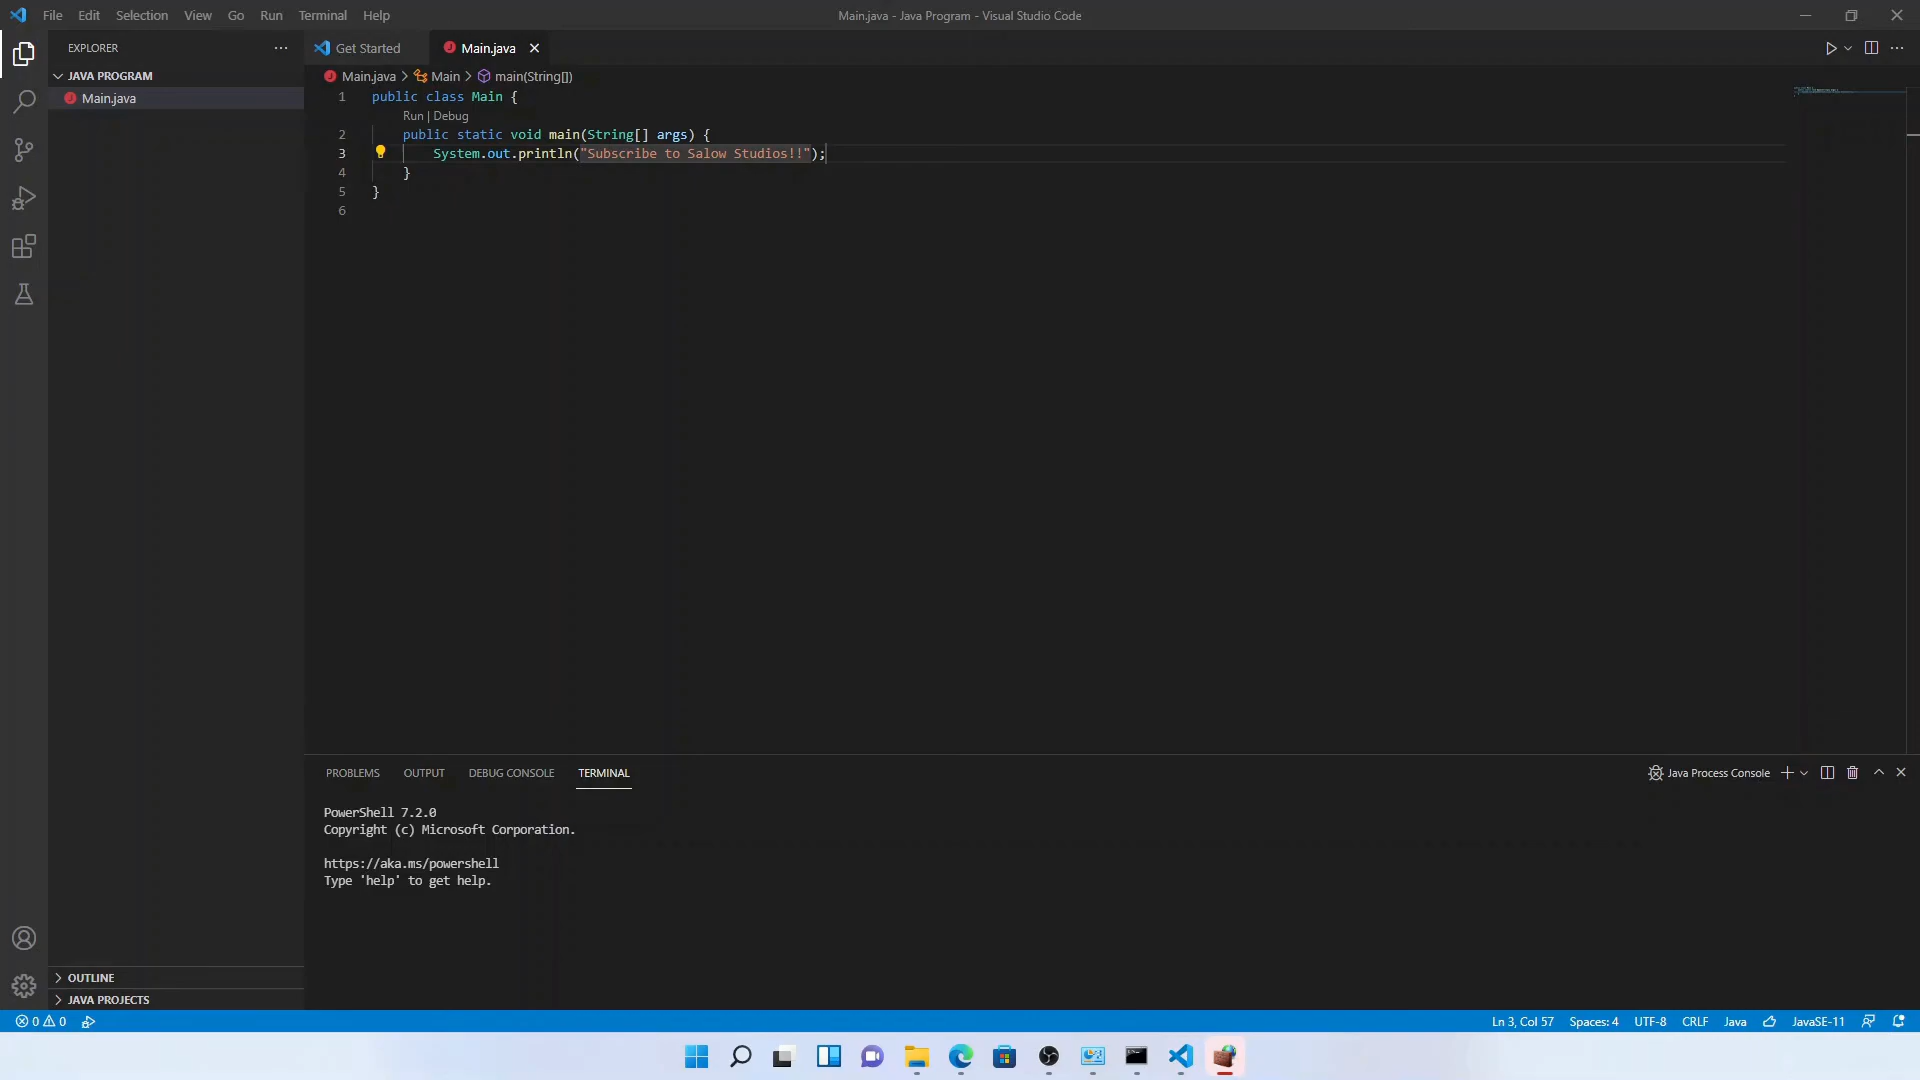 File Edit Selection View Go Run Terminal Help
Main.java - Java Program - Visual Studio Code
EXPLORER
JAVA PROGRAM
Main.java
Get Started
Main.java
Main.java > Main > main(String[])
1 public class Main {
Run | Debug
2 public static void main(String[] args) {
3 System.out.println("Subscribe to Salow Studios!!");
4 }
5 }
6
PROBLEMS OUTPUT DEBUG CONSOLE TERMINAL
Java Process Console
PowerShell 7.2.0
Copyright (c) Microsoft Corporation.
https://aka.ms/powershell
Type 'help' to get help.
OUTLINE
JAVA PROJECTS
0 0
Ln 3, Col 57 Spaces: 4 UTF-8 CRLF Java JavaSE-11